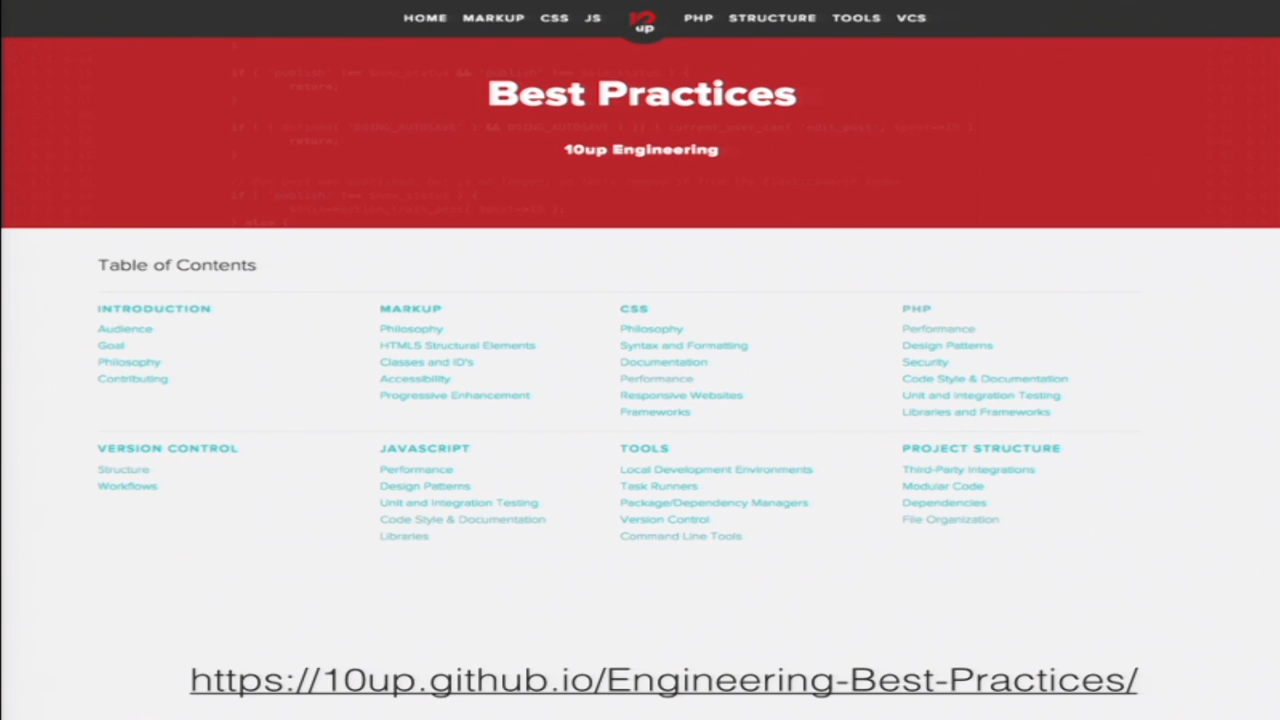 HOME MARKUP CSS JS 10up PHP STRUCTURE TOOLS VCS
Best Practices
10up Engineering
Table of Contents
INTRODUCTION
Audience
Goal
Philosophy
Contributing
MARKUP
Philosophy
HTML5 Structural Elements
Classes and ID's
Accessibility
Progressive Enhancement
CSS
Philosophy
Syntax and Formatting
Documentation
Performance
Responsive Websites
Frameworks
PHP
Performance
Design Patterns
Security
Code Style & Documentation
Unit and Integration Testing
Libraries and Frameworks
VERSION CONTROL
Structure
Workflows
JAVASCRIPT
Performance
Design Patterns
Unit and Integration Testing
Code Style & Documentation
Libraries
TOOLS
Local Development Environments
Task Runners
Package/Dependency Managers
Version Control
Command Line Tools
PROJECT STRUCTURE
Third-Party Integrations
Modular Code
Dependencies
File Organization
https://10up.github.io/Engineering-Best-Practices/